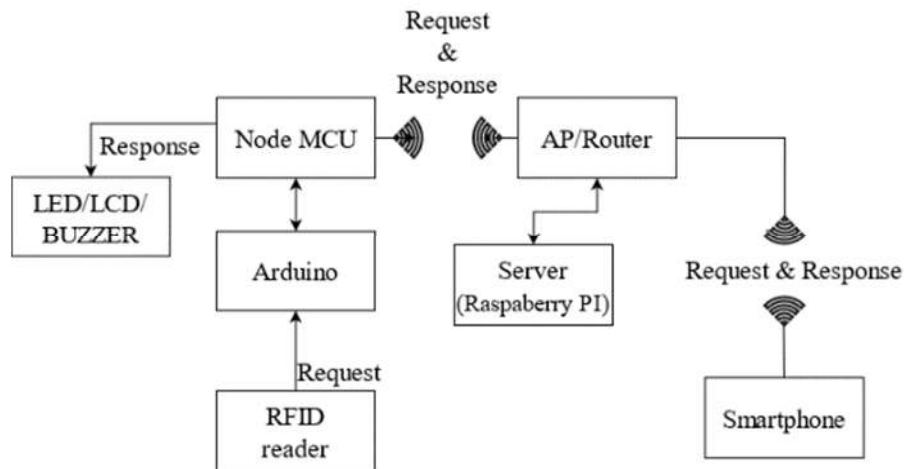 Request
&
Response
Node MCU
AP/Router
Response
LED/LCD/
BUZZER
Arduino
Server
(Raspaberry PI)
Request & Response
Request
RFID
reader
Smartphone